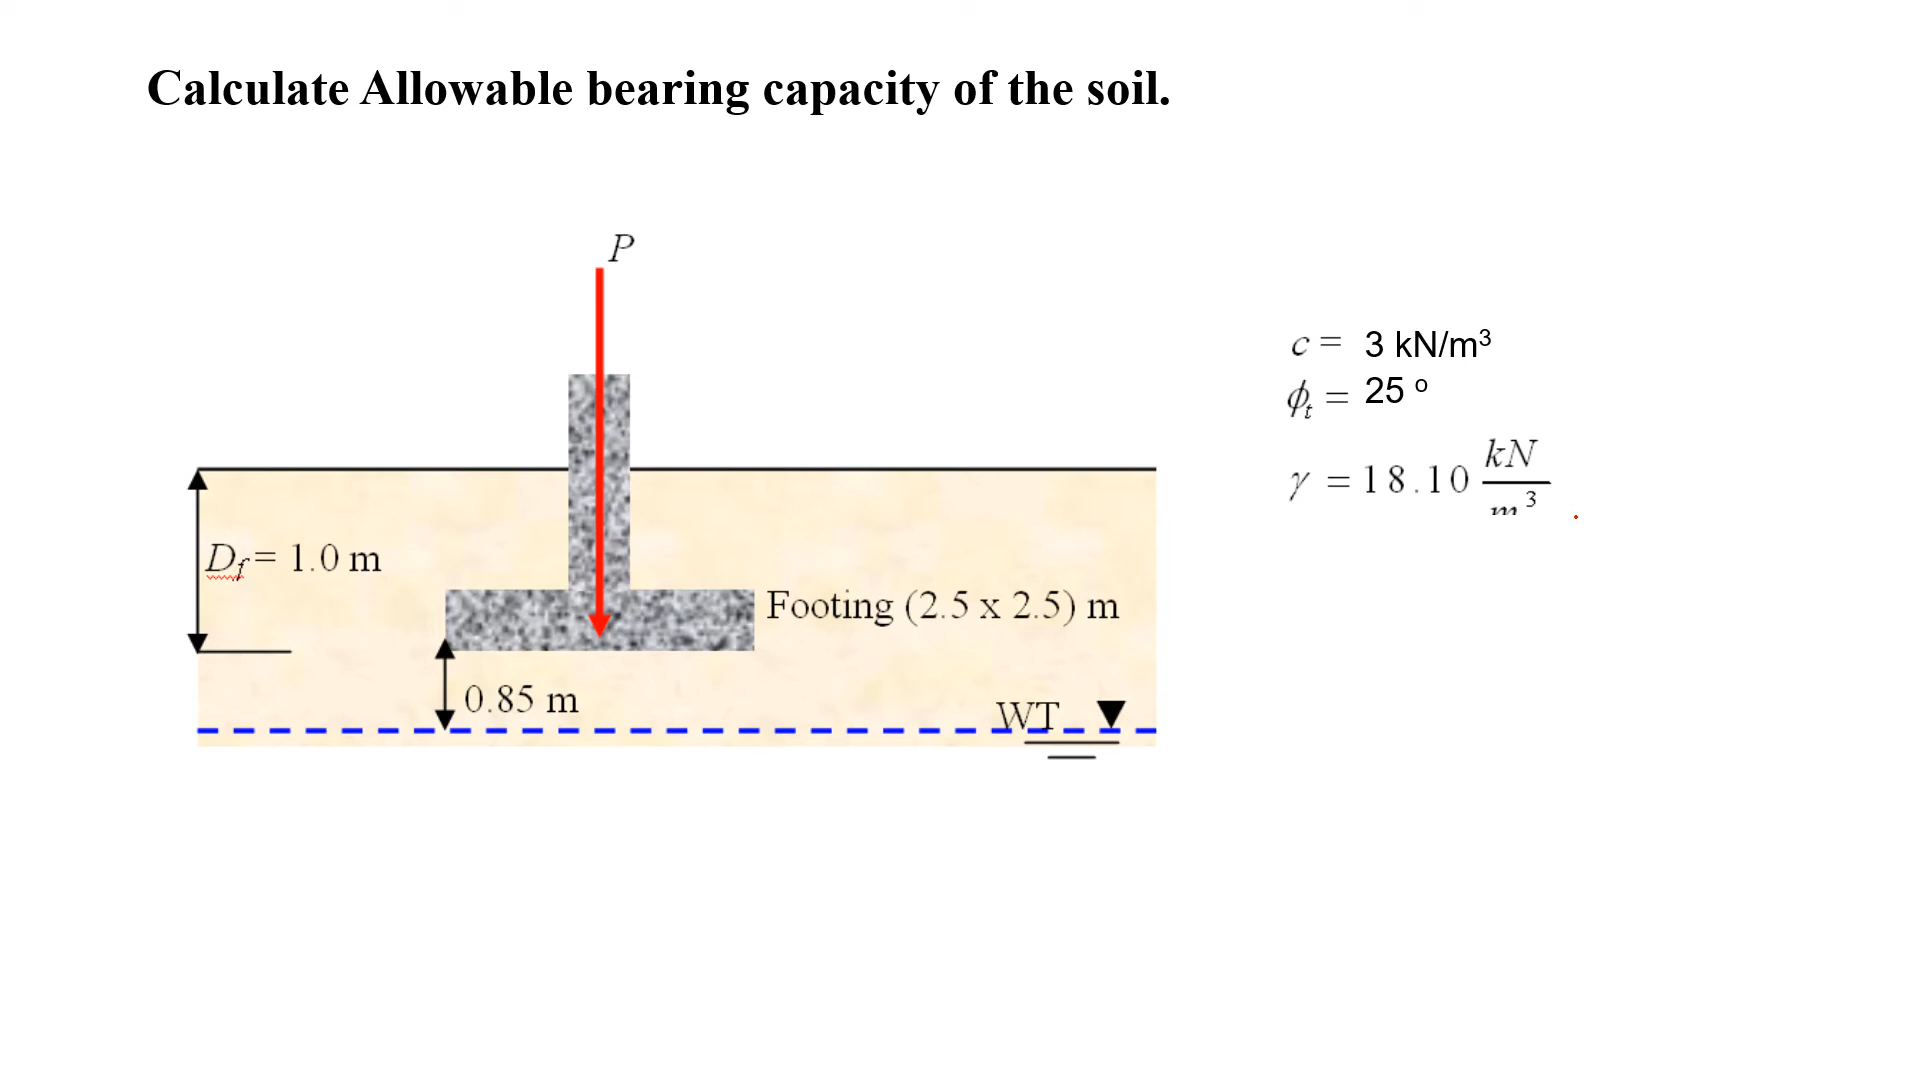 Calculate Allowable bearing capacity of the soil.
P
c = 3 kN/m³
ϕt = 25 º
γ = 18.10 kN/m³
Df = 1.0 m
Footing (2.5 x 2.5) m
0.85 m
WT